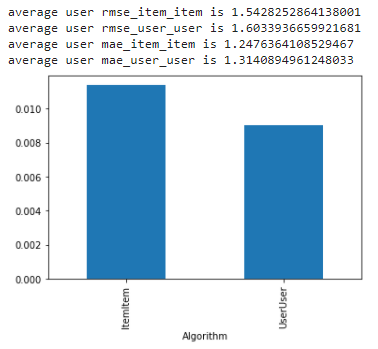 average user rmse_item_item is 1.5428252864138001
average user rmse_user_user is 1.6033936659921681
average user mae_item_item is 1.2476364108529467
average user mae_user_user is 1.3140894961248033
0.010
0.008
0.006
0.004
0.002
0.000
ItemItem
UserUser
Algorithm